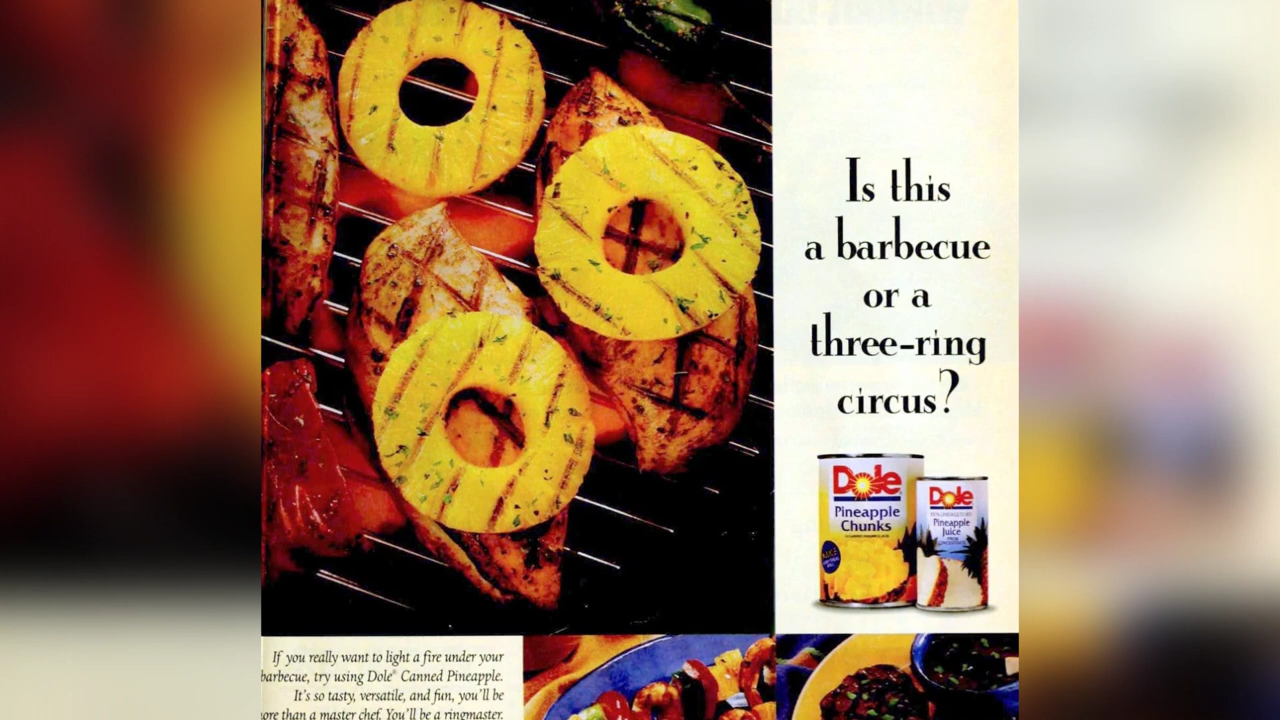 Is this
a barbecue
or a
three-ring
circus?
Dole
Pineapple
Chunks
Dole
Pineapple
Juice
If you really want to light a fire under your
barbecue, try using Dole® Canned Pineapple.
It's so tasty, versatile, and fun, you'll be
more than a master chef. You'll be a ringmaster.